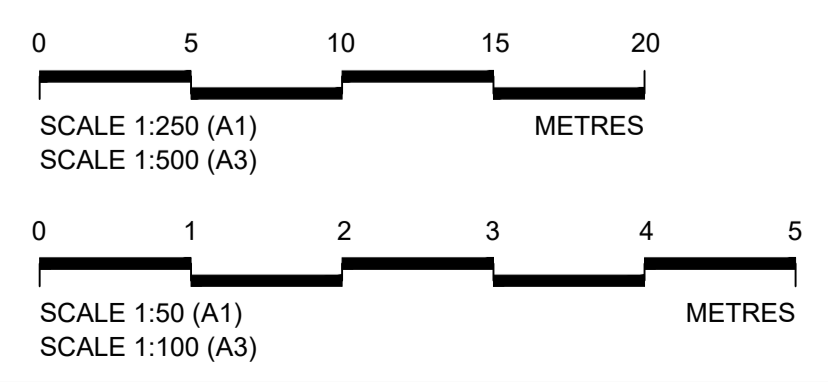 0 5 10 15 20
SCALE 1:250 (A1) METRES
SCALE 1:500 (A3)
0 1 2 3 4 5
SCALE 1:50 (A1) METRES
SCALE 1:100 (A3)